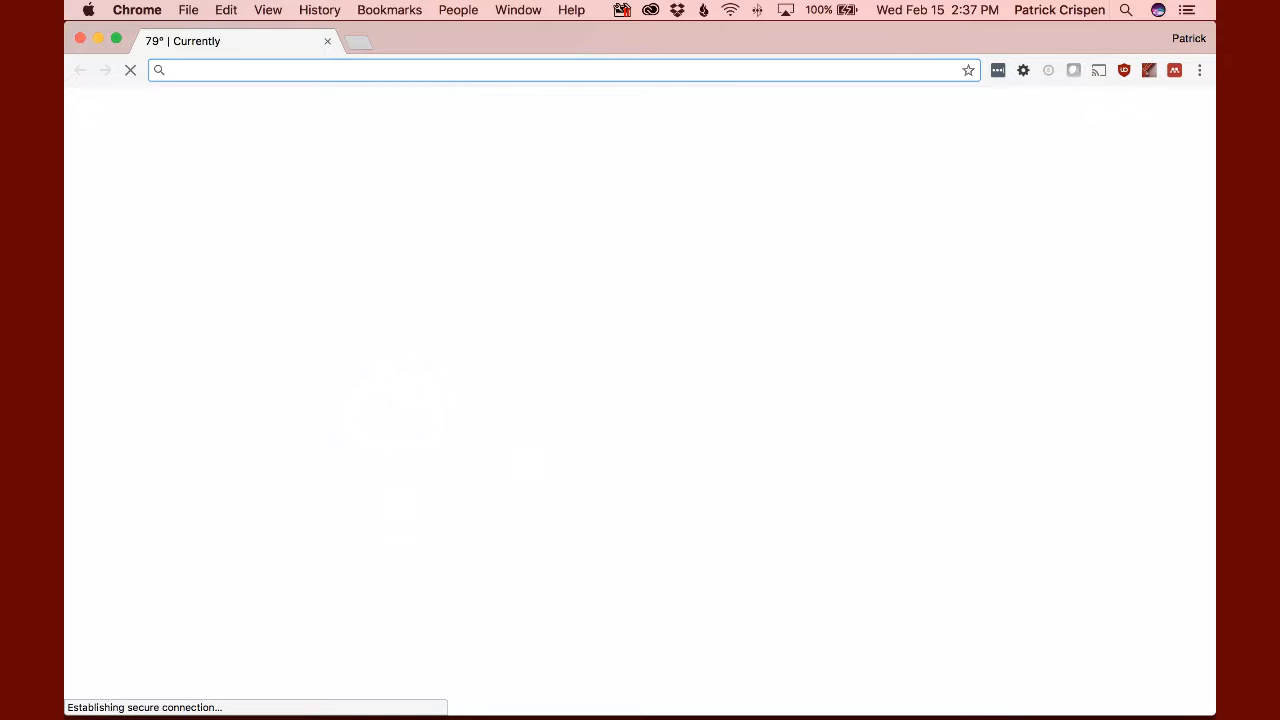 Chrome File Edit View History Bookmarks People Window Help 100% Wed Feb 15 2:37 PM Patrick Crispen
79° | Currently
Patrick
Establishing secure connection...